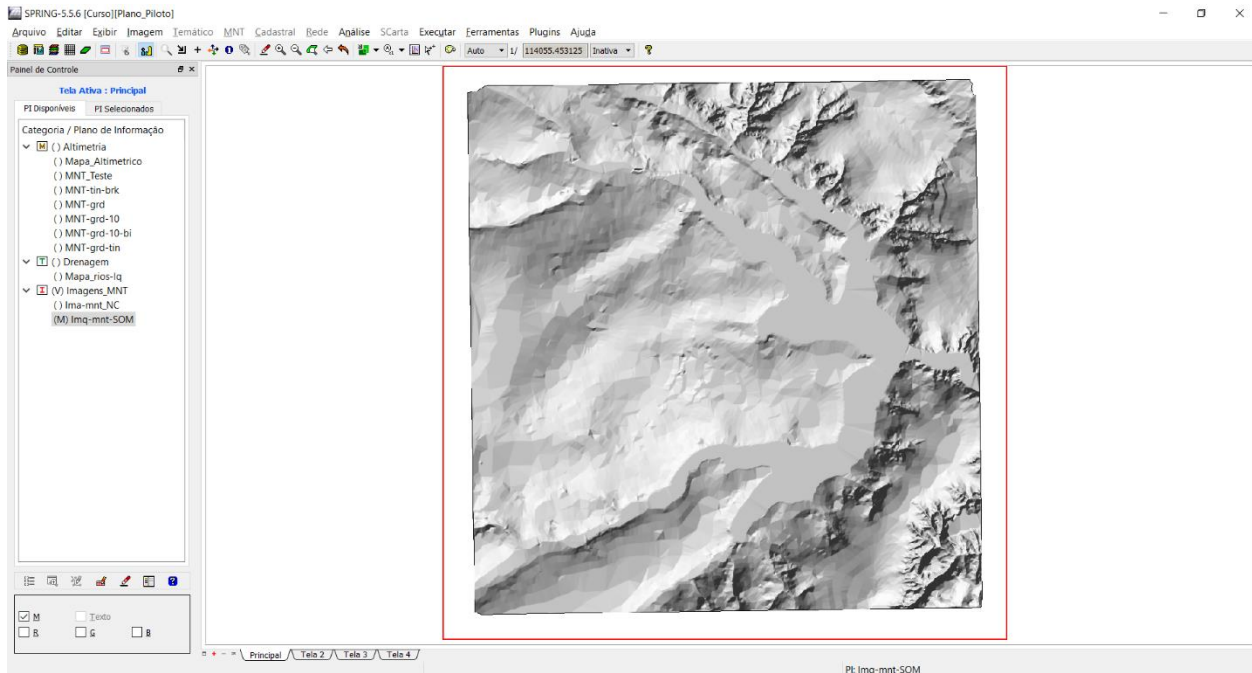 SPRING-5.5.6 [Curso][Plano_Piloto]
Arquivo Editar Exibir Imagem Temático MNT Cadastral Rede Análise SCarta Executar Ferramentas Plugins Ajuda
Auto 1/ 114055.453125 Inativa
Painel de Controle
Tela Ativa : Principal
PI Disponíveis PI Selecionados
Categoria / Plano de Informação
M ( ) Altimetria
( ) Mapa_Altimetrico
( ) MNT_Teste
( ) MNT-tin-brk
( ) MNT-grd
( ) MNT-grd-10
( ) MNT-grd-10-bi
( ) MNT-grd-tin
T ( ) Drenagem
( ) Mapa_rios-lq
I (V) Imagens_MNT
( ) Ima-mnt_NC
(M) Imq-mnt-SOM
M Texto
R G B
Principal Tela 2 Tela 3 Tela 4
PI: Imq-mnt-SOM